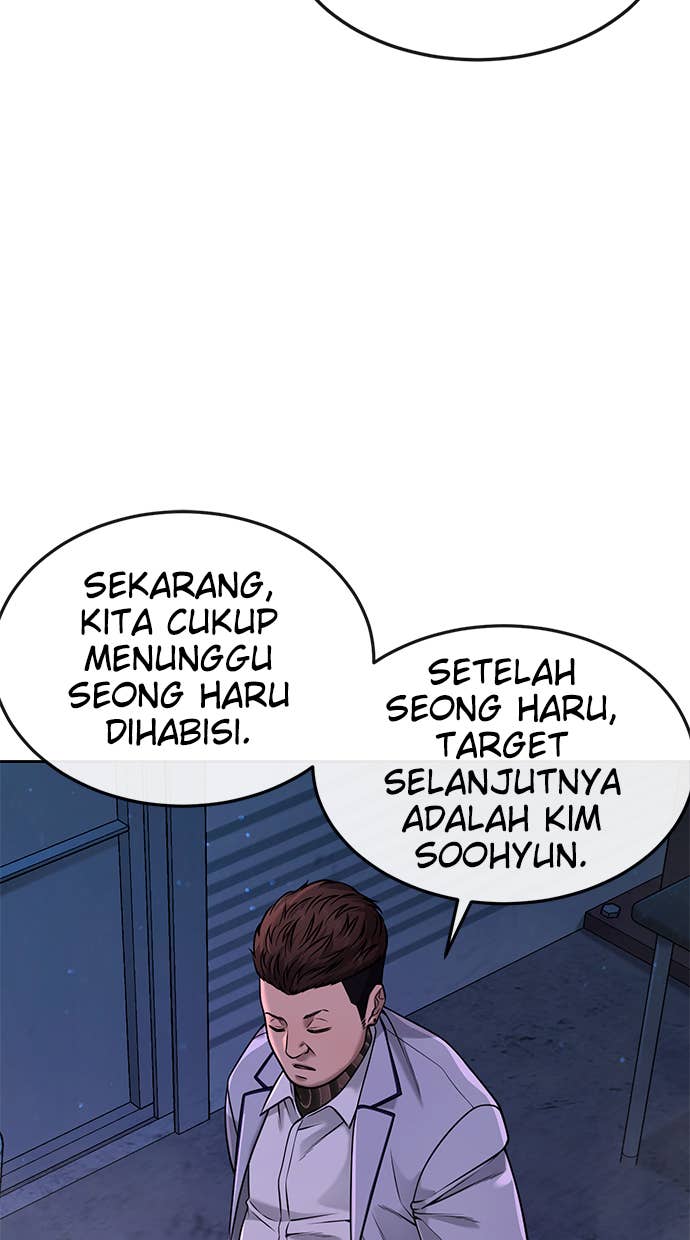 SEKARANG,
KITA CUKUP
MENUNGGU
SEONG HARU
DIHABISI.
SETELAH
SEONG HARU,
TARGET
SELANJUTNYA
ADALAH KIM
SOOHYUN.